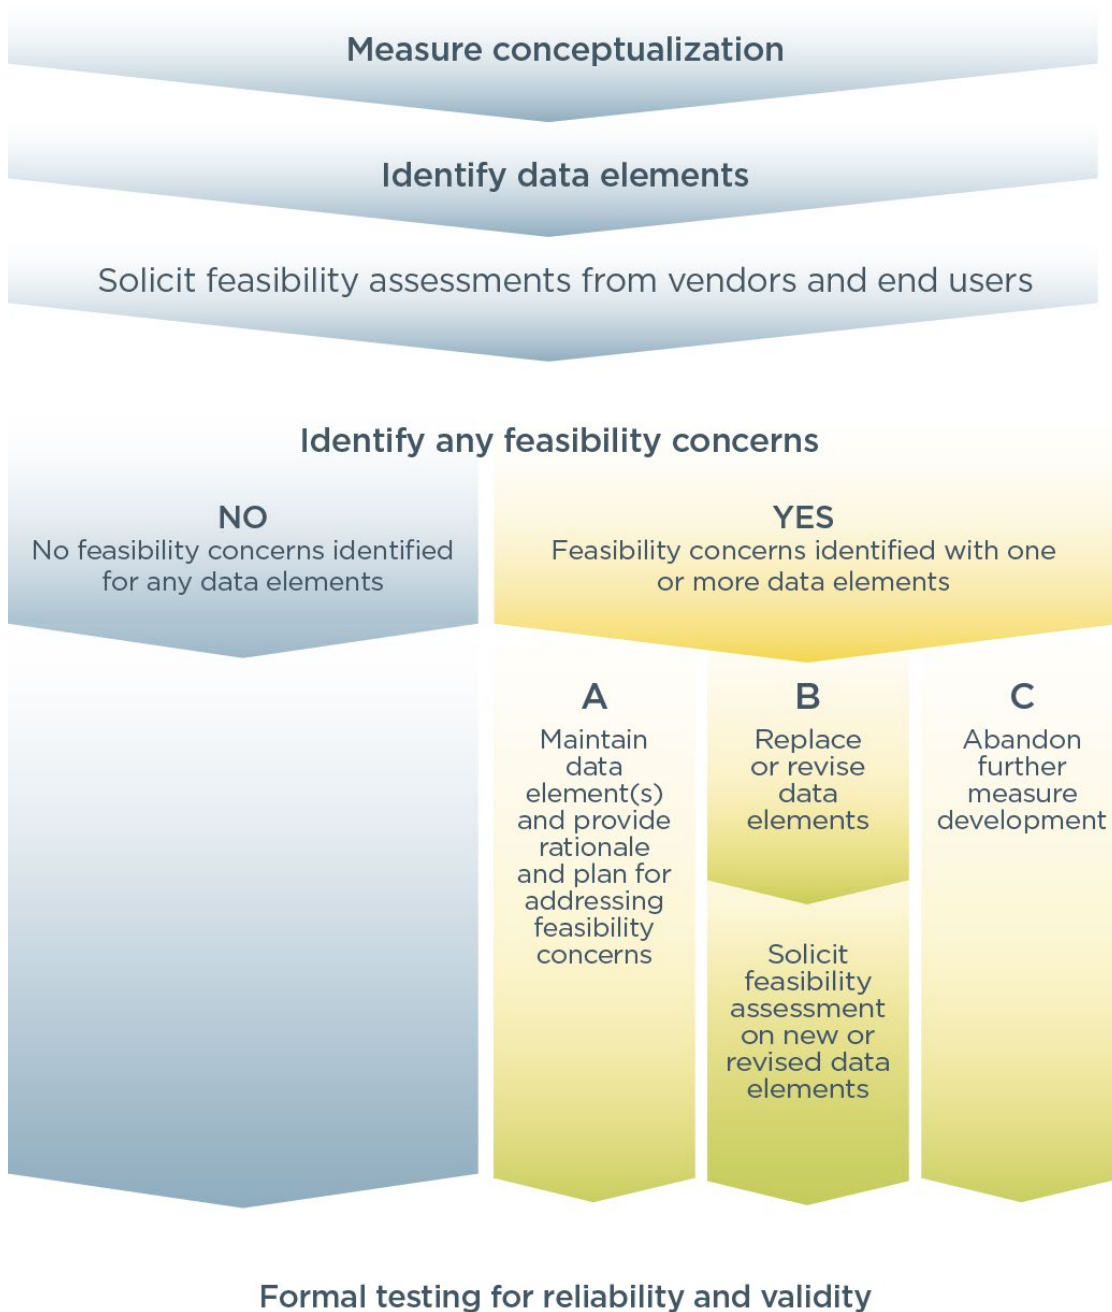 Measure conceptualization
Identify data elements
Solicit feasibility assessments from vendors and end users
Identify any feasibility concerns
NO
No feasibility concerns identified
for any data elements
YES
Feasibility concerns identified with one
or more data elements
A
Maintain
data
element(s)
and provide
rationale
and plan for
addressing
feasibility
concerns
B
Replace
or revise
data
elements
Solicit
feasibility
assessment
on new or
revised data
elements
C
Abandon
further
measure
development
Formal testing for reliability and validity